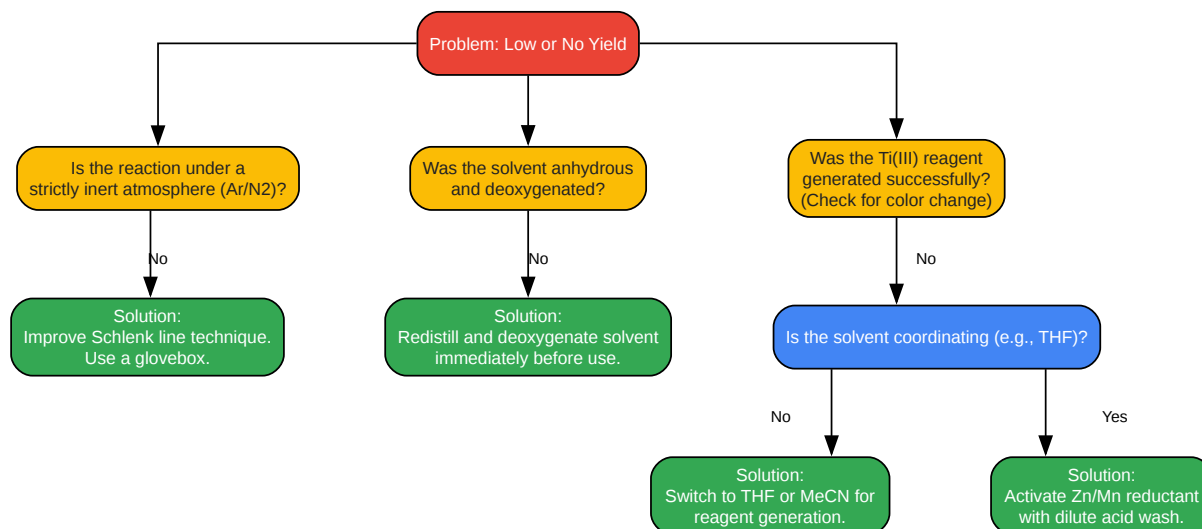 Problem: Low or No Yield
Is the reaction under a
strictly inert atmosphere (Ar/N2)?
Was the solvent anhydrous
and deoxygenated?
Was the Ti(III) reagent
generated successfully?
(Check for color change)
No
No
No
Solution:
Improve Schlenk line technique.
Use a glovebox.
Solution:
Redistill and deoxygenate solvent
immediately before use.
Is the solvent coordinating (e.g., THF)?
No
Yes
Solution:
Switch to THF or MeCN for
reagent generation.
Solution:
Activate Zn/Mn reductant
with dilute acid wash.